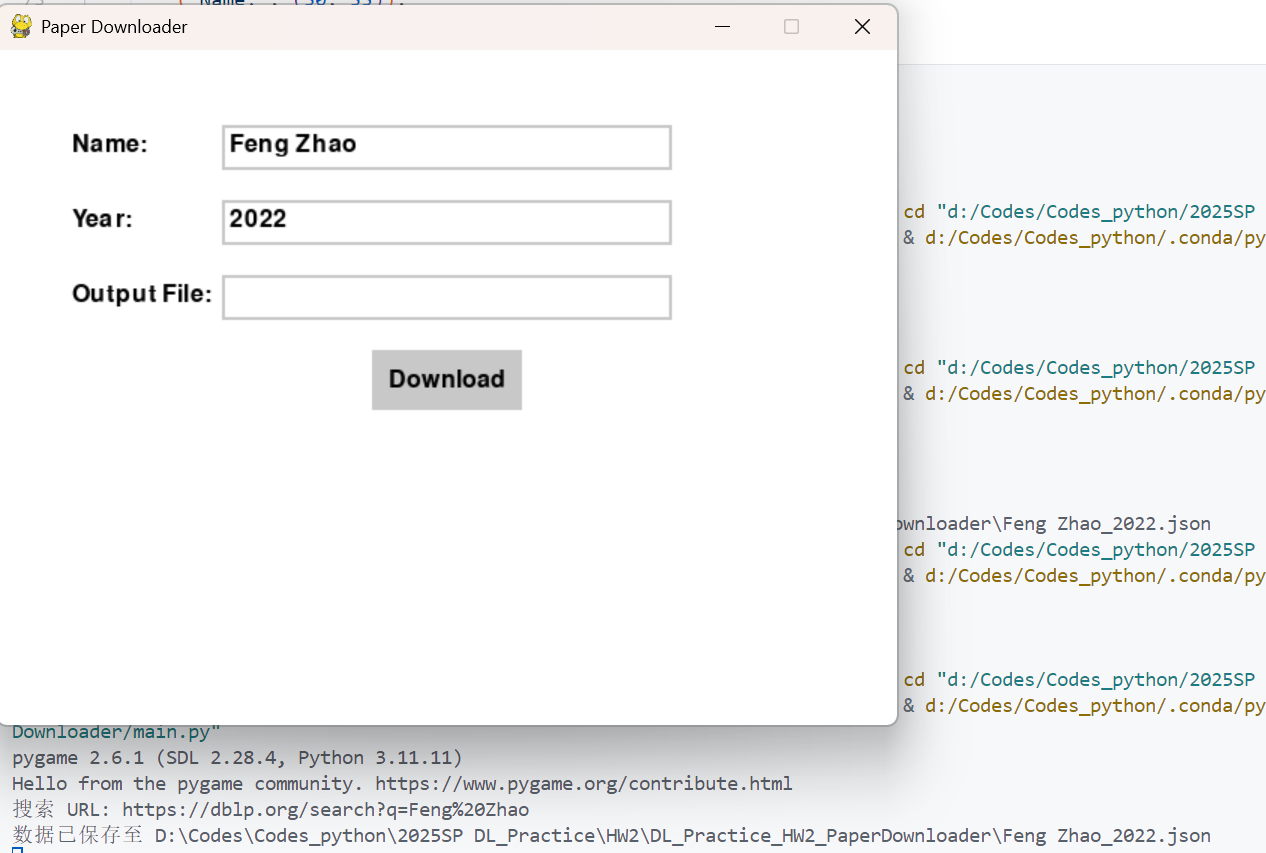 Paper Downloader
Name:
Feng Zhao
Year:
2022
Output File:
Download
cd "d:/Codes/Codes_python/2025SP
& d:/Codes/Codes_python/.conda/py
cd "d:/Codes/Codes_python/2025SP
& d:/Codes/Codes_python/.conda/py
ownloader\Feng Zhao_2022.json
cd "d:/Codes/Codes_python/2025SP
& d:/Codes/Codes_python/.conda/py
cd "d:/Codes/Codes_python/2025SP
& d:/Codes/Codes_python/.conda/py
Downloader/main.py"
pygame 2.6.1 (SDL 2.28.4, Python 3.11.11)
Hello from the pygame community. https://www.pygame.org/contribute.html
搜索 URL: https://dblp.org/search?q=Feng%20Zhao
数据已保存至 D:\Codes\Codes_python\2025SP DL_Practice\HW2\DL_Practice_HW2_PaperDownloader\Feng Zhao_2022.json